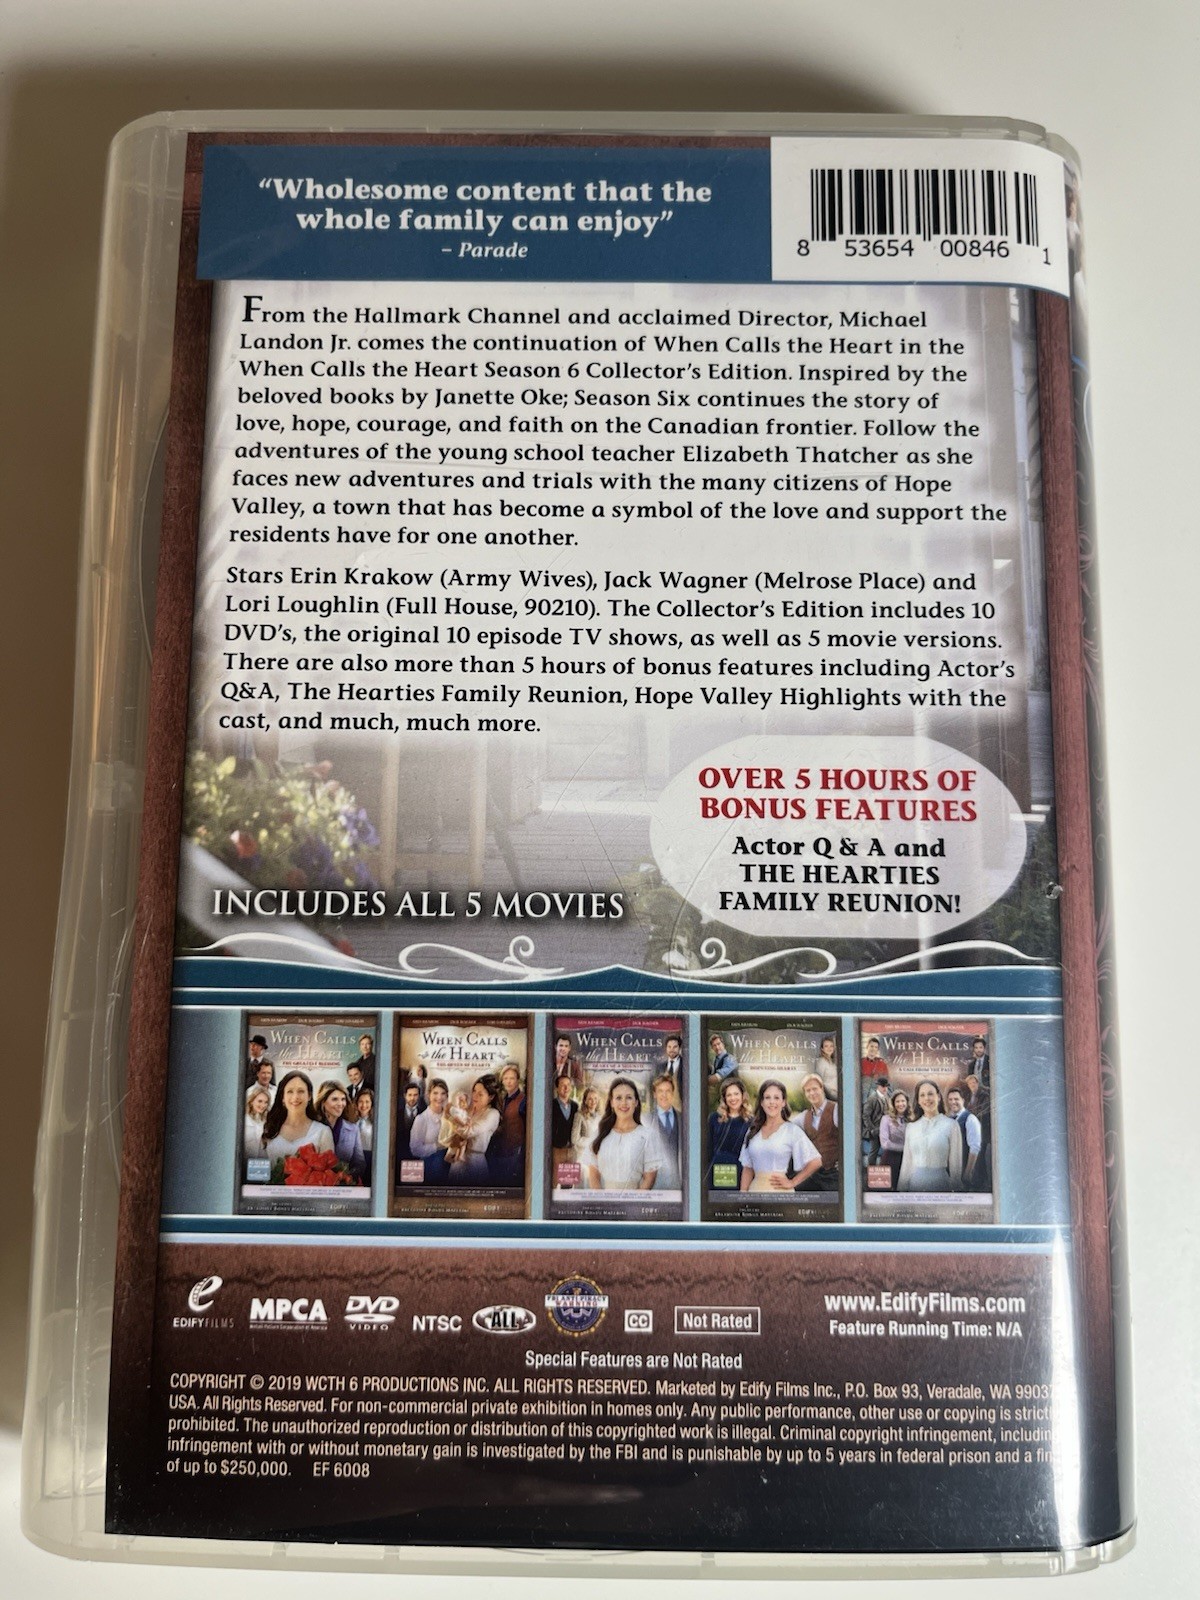 “Wholesome content that the
whole family can enjoy”
– Parade
8 53654 00846 1
From the Hallmark Channel and acclaimed Director, Michael
Landon Jr. comes the continuation of When Calls the Heart in the
When Calls the Heart Season 6 Collector's Edition. Inspired by the
beloved books by Janette Oke; Season Six continues the story of
love, hope, courage, and faith on the Canadian frontier. Follow the
adventures of the young school teacher Elizabeth Thatcher as she
faces new adventures and trials with the many citizens of Hope
Valley, a town that has become a symbol of the love and support the
residents have for one another.
Stars Erin Krakow (Army Wives), Jack Wagner (Melrose Place) and
Lori Loughlin (Full House, 90210). The Collector's Edition includes 10
DVD's, the original 10 episode TV shows, as well as 5 movie versions.
There are also more than 5 hours of bonus features including Actor's
Q&A, The Hearties Family Reunion, Hope Valley Highlights with the
cast, and much, much more.
OVER 5 HOURS OF
BONUS FEATURES
Actor Q & A and
THE HEARTIES
FAMILY REUNION!
INCLUDES ALL 5 MOVIES
WHEN CALLS
the HEART
WHEN CALLS
the HEART
WHEN CALLS
the HEART
WHEN CALLS
the HEART
WHEN CALLS
the HEART
e
EDIFYFILMS
MPCA
DVD
VIDEO
NTSC
ALL
CC
Not Rated
www.EdifyFilms.com
Feature Running Time: N/A
Special Features are Not Rated
COPYRIGHT © 2019 WCTH 6 PRODUCTIONS INC. ALL RIGHTS RESERVED. Marketed by Edify Films Inc., P.O. Box 93, Veradale, WA 99037
USA. All Rights Reserved. For non-commercial private exhibition in homes only. Any public performance, other use or copying is strictl
prohibited. The unauthorized reproduction or distribution of this copyrighted work is illegal. Criminal copyright infringement, including
infringement with or without monetary gain is investigated by the FBI and is punishable by up to 5 years in federal prison and a fin
of up to $250,000. EF 6008